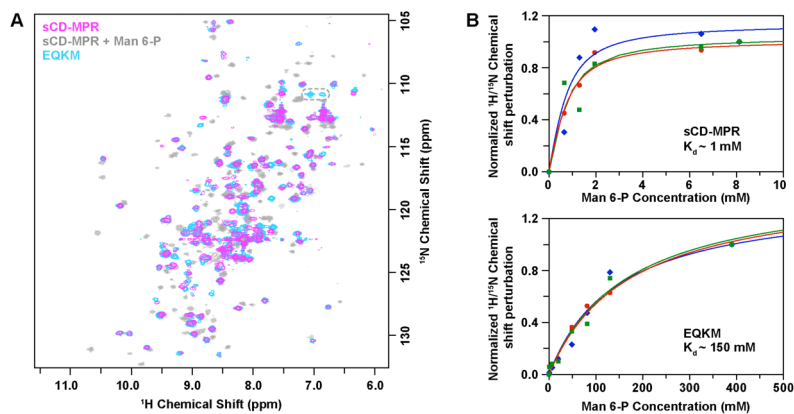 A
sCD-MPR
sCD-MPR + Man 6-P
EQKM
105
110
115
120
125
130
¹⁵N Chemical Shift (ppm)
11.0 10.0 9.0 8.0 7.0 6.0
¹H Chemical Shift (ppm)
B
Normalized ¹H/¹⁵N Chemical
shift perturbation
1.2
0.8
0.4
0.0
sCD-MPR
Kd ~ 1 mM
0 2 4 6 8 10
Man 6-P Concentration (mM)
Normalized ¹H/¹⁵N Chemical
shift perturbation
1.2
0.8
0.4
0.0
EQKM
Kd ~ 150 mM
0 100 200 300 400 500
Man 6-P Concentration (mM)